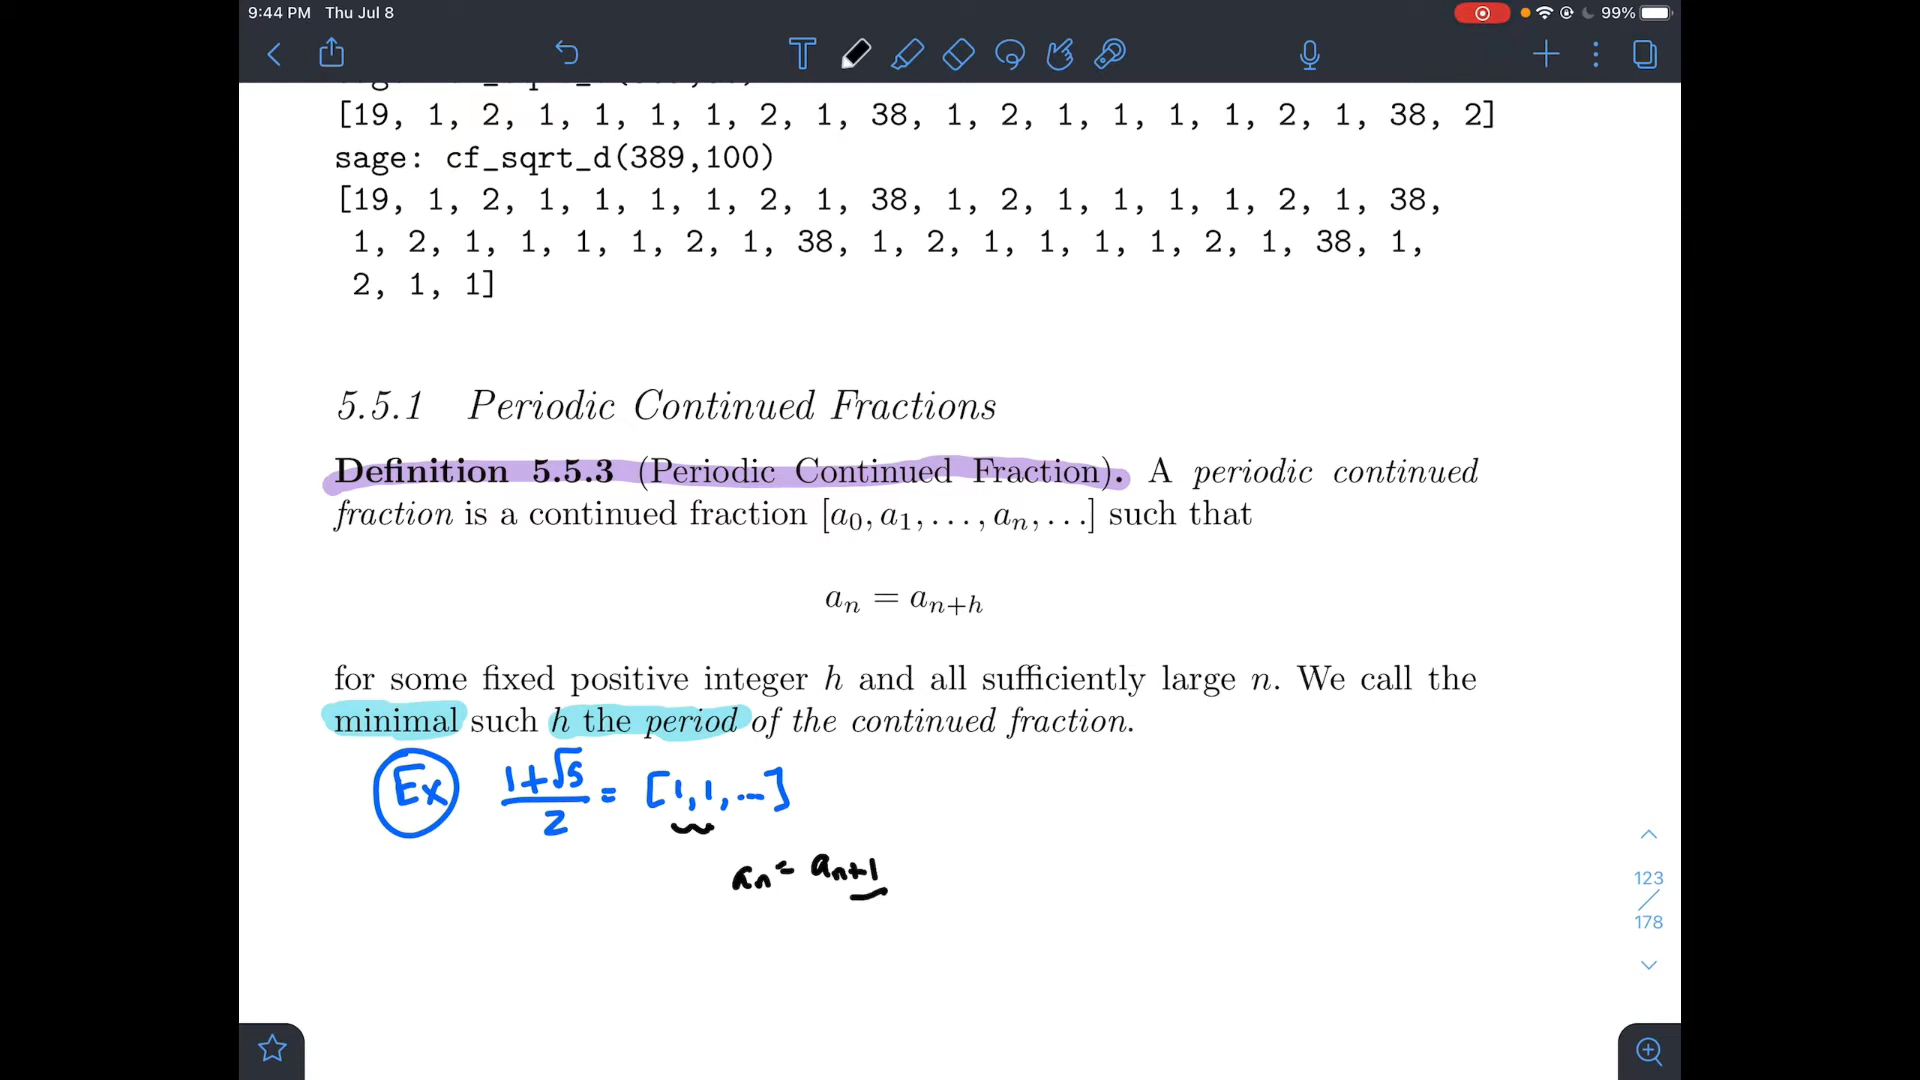 9:44 PM Thu Jul 8
99%
[19, 1, 2, 1, 1, 1, 1, 2, 1, 38, 1, 2, 1, 1, 1, 1, 2, 1, 38, 2]
sage: cf_sqrt_d(389,100)
[19, 1, 2, 1, 1, 1, 1, 2, 1, 38, 1, 2, 1, 1, 1, 1, 2, 1, 38,
1, 2, 1, 1, 1, 1, 2, 1, 38, 1, 2, 1, 1, 1, 1, 2, 1, 38, 1,
2, 1, 1]
5.5.1 Periodic Continued Fractions
Definition 5.5.3 (Periodic Continued Fraction). A periodic continued
fraction is a continued fraction [a₀, a₁, . . . , aₙ, . . .] such that
aₙ = aₙ₊ₕ
for some fixed positive integer h and all sufficiently large n. We call the
minimal such h the period of the continued fraction.
Ex (1+√5)/2 = [1,1,...]
aₙ = aₙ₊₁
123
178